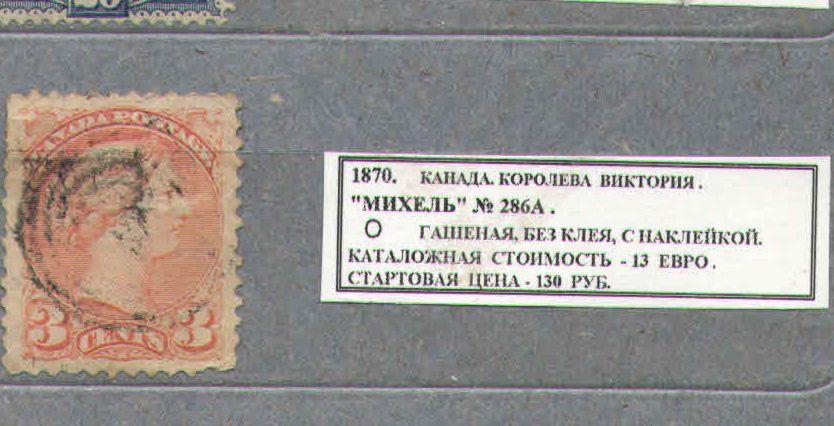 20
CANADA POSTAGE
3 CENTS 3
1870. КАНАДА. КОРОЛЕВА ВИКТОРИЯ.
"МИХЕЛЬ" № 286А.
О ГАШЕНАЯ, БЕЗ КЛЕЯ, С НАКЛЕЙКОЙ.
КАТАЛОЖНАЯ СТОИМОСТЬ - 13 ЕВРО.
СТАРТОВАЯ ЦЕНА - 130 РУБ.